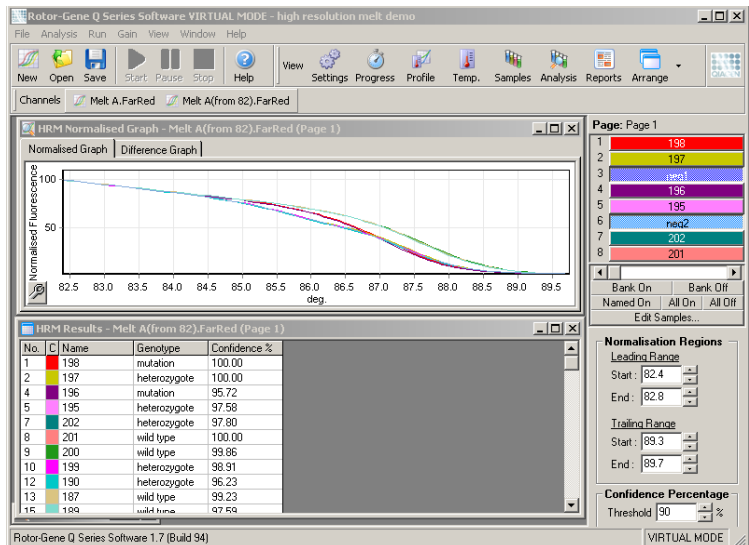 Rotor-Gene Q Series Software VIRTUAL MODE - high resolution melt demo
File Analysis Run Gain View Window Help
New Open Save Start Pause Stop Help View Settings Progress Profile Temp. Samples Analysis Reports Arrange
QIAGEN
Channels Melt A.FarRed Melt A(from 82).FarRed
HRM Normalised Graph - Melt A(from 82).FarRed (Page 1)
Normalised Graph Difference Graph
Normalised Fluorescence
100
50
82.5 83.0 83.5 84.0 84.5 85.0 85.5 86.0 86.5 87.0 87.5 88.0 88.5 89.0 89.5
deg.
HRM Results - Melt A(from 82).FarRed (Page 1)
No. C Name Genotype Confidence %
1 198 mutation 100.00
2 197 heterozygote 100.00
4 196 mutation 95.72
5 195 heterozygote 97.58
7 202 heterozygote 97.80
8 201 wild type 100.00
9 200 wild type 99.86
10 199 heterozygote 98.91
12 190 heterozygote 96.23
13 187 wild type 99.23
15 189 wild type 97.59
Page: Page 1
1 198
2 197
3 neg1
4 196
5 195
6 neg2
7 202
8 201
Bank On Bank Off
Named On All On All Off
Edit Samples...
Normalisation Regions
Leading Range
Start : 82.4
End : 82.8
Trailing Range
Start : 89.3
End : 89.7
Confidence Percentage
Threshold 90 %
Rotor-Gene Q Series Software 1.7 (Build 94) VIRTUAL MODE